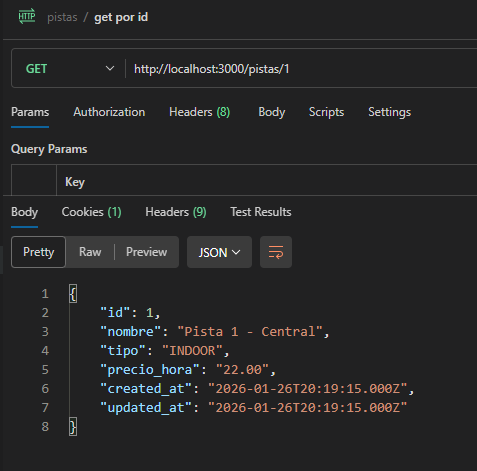 HTTP pistas / get por id
GET http://localhost:3000/pistas/1
Params Authorization Headers (8) Body Scripts Settings
Query Params
Key
Body Cookies (1) Headers (9) Test Results
Pretty Raw Preview JSON
1 {
2 "id": 1,
3 "nombre": "Pista 1 - Central",
4 "tipo": "INDOOR",
5 "precio_hora": "22.00",
6 "created_at": "2026-01-26T20:19:15.000Z",
7 "updated_at": "2026-01-26T20:19:15.000Z"
8 }